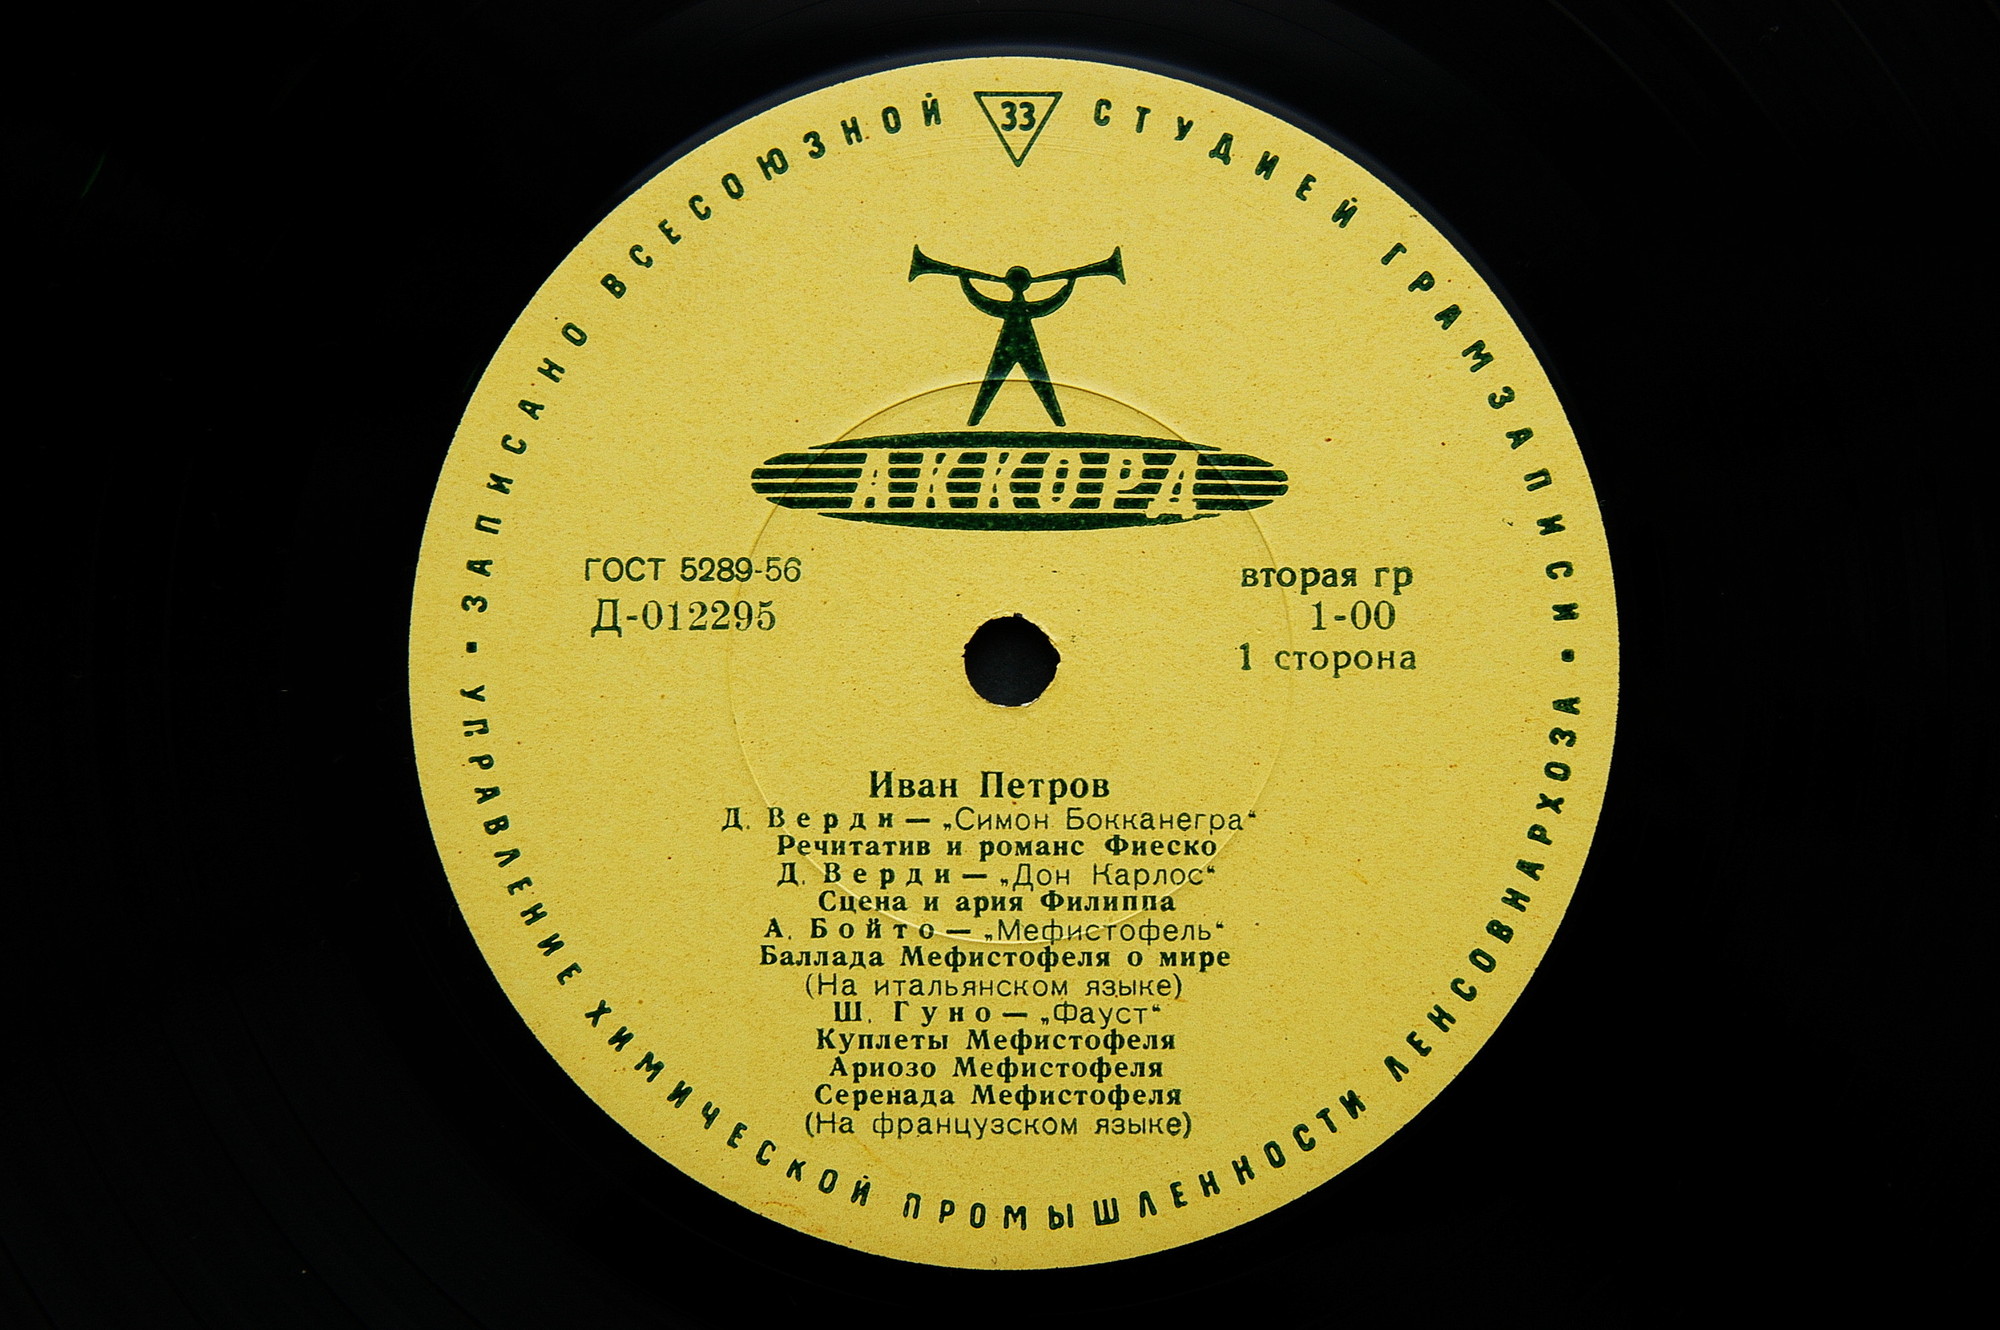 ЗАПИСАНО ВСЕСОЮЗНОЙ СТУДИЕЙ ГРАМЗАПИСИ
33
АККОРД
ГОСТ 5289-56
Д-012295
вторая гр
1-00
1 сторона
Иван Петров
Д. Верди — „Симон Бокканегра“
Речитатив и романс Фиеско
Д. Верди — „Дон Карлос“
Сцена и ария Филиппа
А. Бойто — „Мефистофель“
Баллада Мефистофеля о мире
(На итальянском языке)
Ш. Гуно — „Фауст“
Куплеты Мефистофеля
Ариозо Мефистофеля
Серенада Мефистофеля
(На французском языке)
УПРАВЛЕНИЕ ХИМИЧЕСКОЙ ПРОМЫШЛЕННОСТИ ЛЕНСОВНАРХОЗА